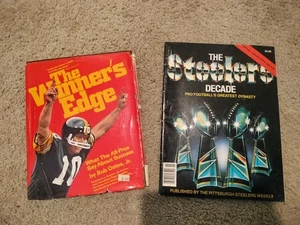 The
Winner's
Edge
What The All-Pros
Say About Success
by Bob Oates, Jr.
10
THE
Steelers
DECADE
PRO FOOTBALL'S GREATEST DYNASTY
PUBLISHED BY THE PITTSBURGH STEELERS WEEKLY